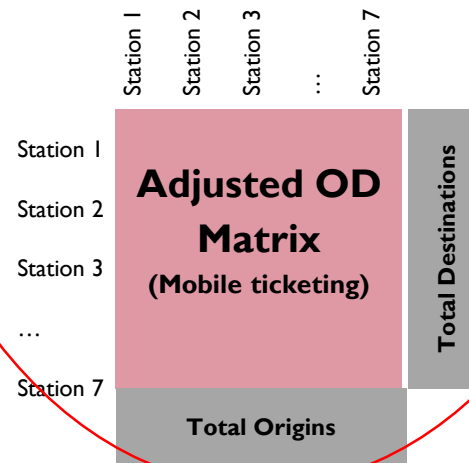 Station 1
Station 2
Station 3
...
Station 7
Station 1
Station 2
Station 3
...
Station 7
Adjusted OD
Matrix
(Mobile ticketing)
Total Destinations
Total Origins